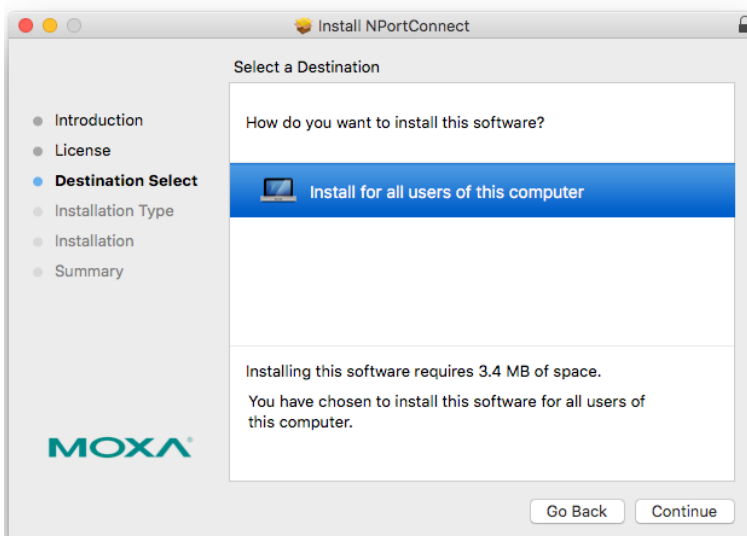 Install NPortConnect
Select a Destination
Introduction
License
Destination Select
Installation Type
Installation
Summary
How do you want to install this software?
Install for all users of this computer
Installing this software requires 3.4 MB of space.
You have chosen to install this software for all users of
this computer.
MOXA
Go Back
Continue